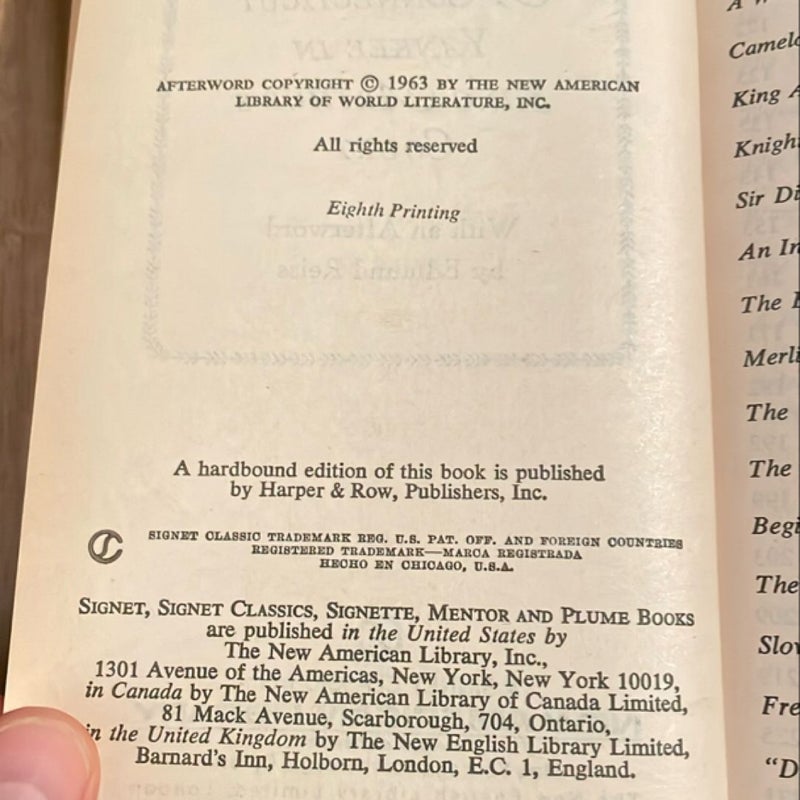 AFTERWORD COPYRIGHT © 1963 BY THE NEW AMERICAN
LIBRARY OF WORLD LITERATURE, INC.
All rights reserved
Eighth Printing
A hardbound edition of this book is published
by Harper & Row, Publishers, Inc.
SIGNET CLASSIC TRADEMARK REG. U.S. PAT. OFF. AND FOREIGN COUNTRIES
REGISTERED TRADEMARK—MARCA REGISTRADA
HECHO EN CHICAGO, U.S.A.
SIGNET, SIGNET CLASSICS, SIGNETTE, MENTOR AND PLUME BOOKS
are published in the United States by
The New American Library, Inc.,
1301 Avenue of the Americas, New York, New York 10019,
in Canada by The New American Library of Canada Limited,
81 Mack Avenue, Scarborough, 704, Ontario,
in the United Kingdom by The New English Library Limited,
Barnard's Inn, Holborn, London, E.C. 1, England.
A
Camelo
King A
Knigh
Sir Di
An In
The
Merli
The
The
Begi
The
Slov
Fre
"D